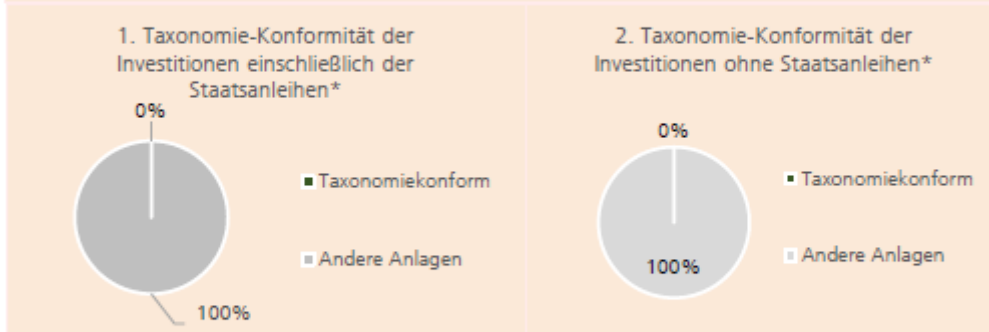 1. Taxonomie-Konformität der
Investitionen einschließlich der
Staatsanleihen*
0%
Taxonomiekonform
Andere Anlagen
100%
2. Taxonomie-Konformität der
Investitionen ohne Staatsanleihen*
0%
Taxonomiekonform
Andere Anlagen
100%